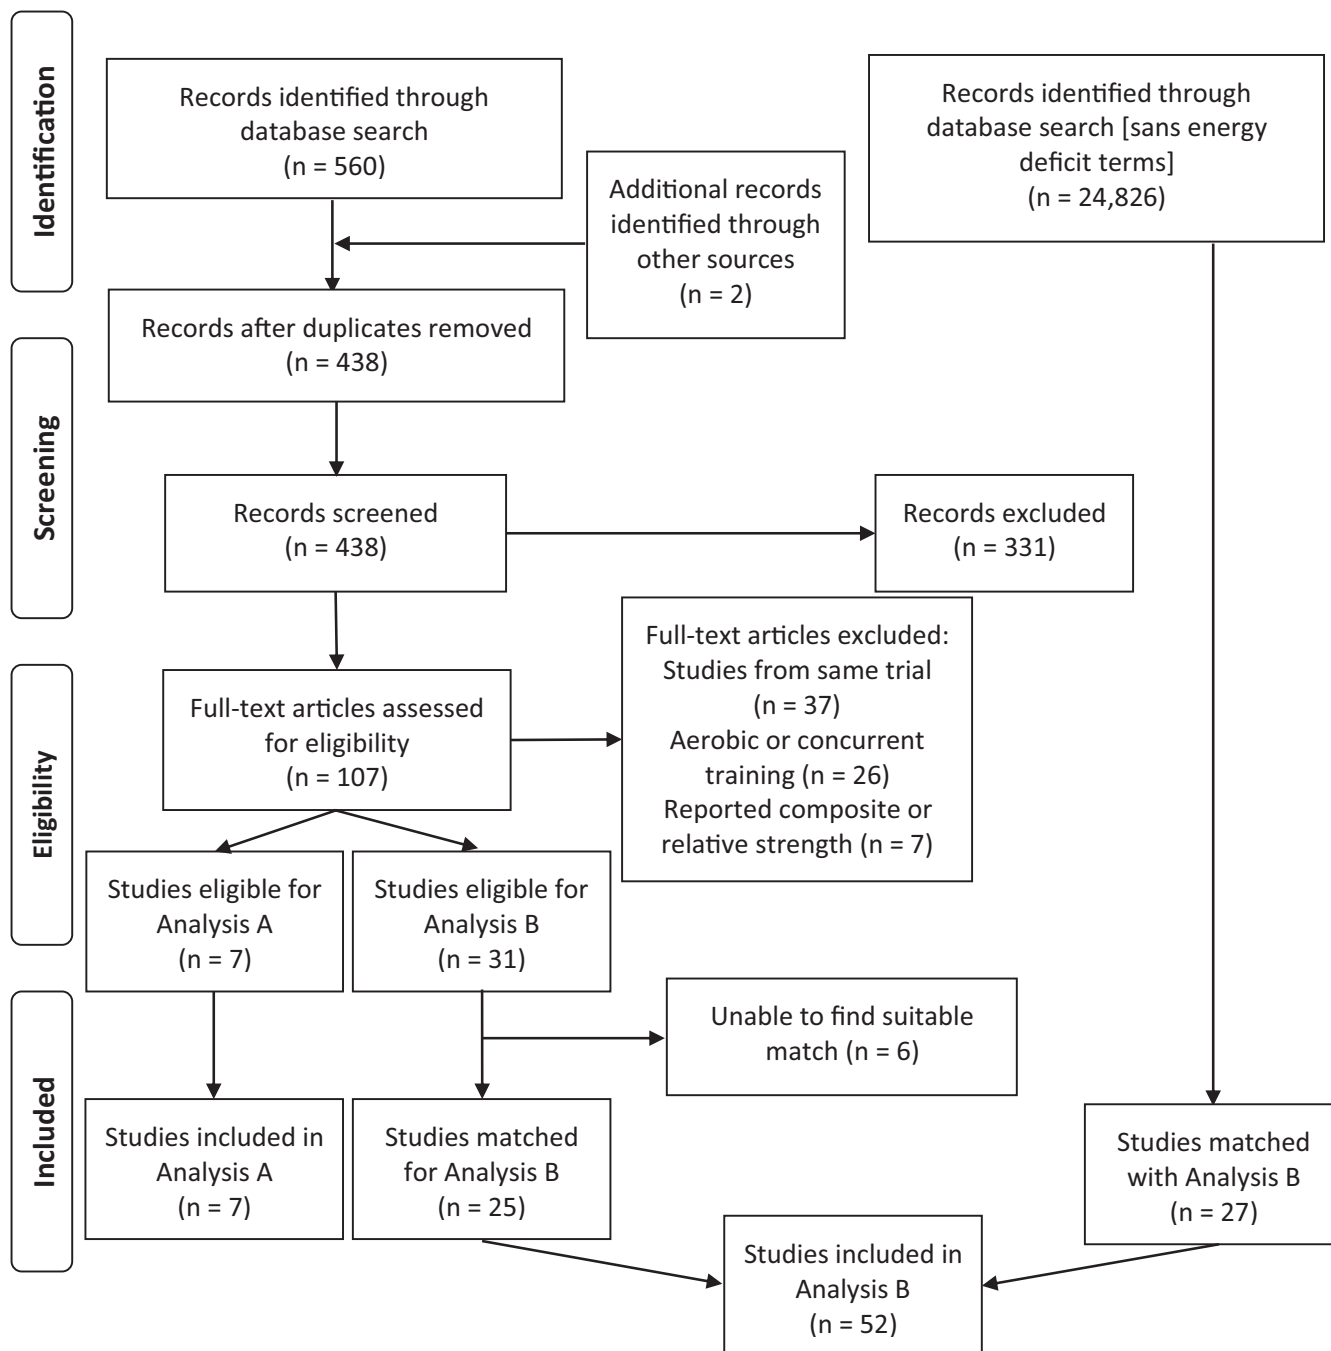 Identification
Records identified through
database search
(n = 560)
Records identified through
database search [sans energy
deficit terms]
(n = 24,826)
Additional records
identified through
other sources
(n = 2)
Records after duplicates removed
(n = 438)
Screening
Records screened
(n = 438)
Records excluded
(n = 331)
Eligibility
Full-text articles assessed
for eligibility
(n = 107)
Full-text articles excluded:
Studies from same trial
(n = 37)
Aerobic or concurrent
training (n = 26)
Reported composite or
relative strength (n = 7)
Studies eligible for
Analysis A
(n = 7)
Studies eligible for
Analysis B
(n = 31)
Unable to find suitable
match (n = 6)
Included
Studies included in
Analysis A
(n = 7)
Studies matched
for Analysis B
(n = 25)
Studies matched
with Analysis B
(n = 27)
Studies included in
Analysis B
(n = 52)